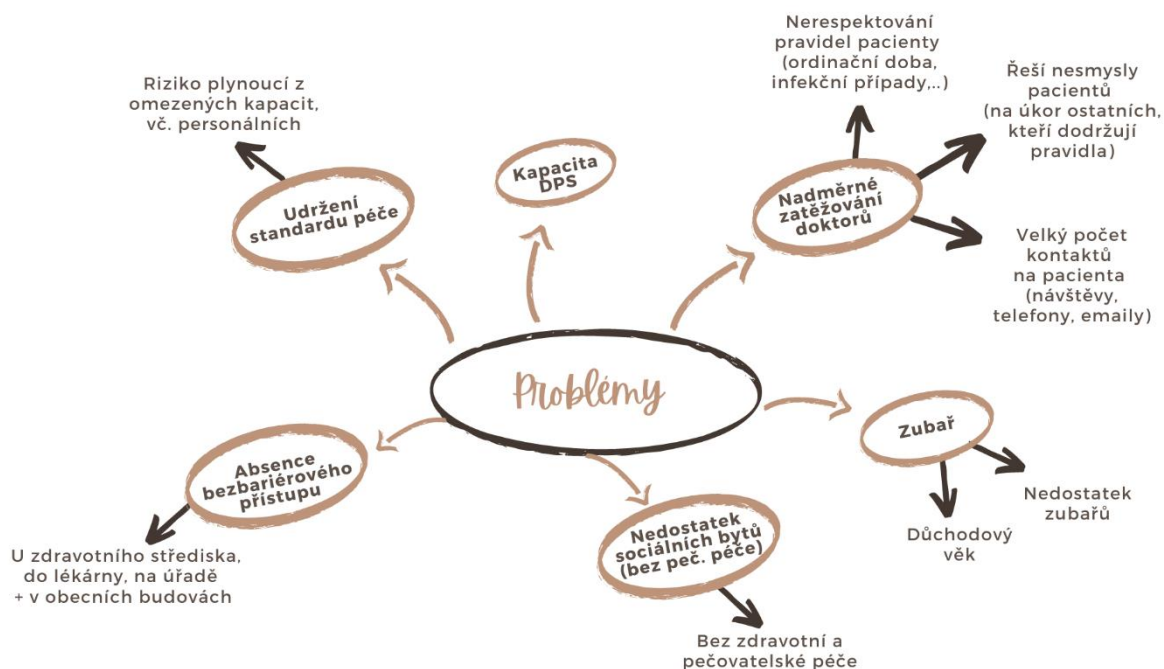 Nerespektování
pravidel pacienty
(ordinační doba,
infekční případy,..)
Řeší nesmysly
pacientů
(na úkor ostatních,
kteří dodržují
pravidla)
Riziko plynoucí z
omezených kapacit,
vč. personálních
Kapacita
DPS
Nadměrné
zatěžování
doktorů
Udržení
standardu péče
Velký počet
kontaktů
na pacienta
(návštěvy,
telefony, emaily)
Problémy
Zubař
Absence
bezbariérového
přístupu
Nedostatek
zubařů
Důchodový
věk
Nedostatek
sociálních bytů
(bez peč. péče)
U zdravotního střediska,
do lékárny, na úřadě
+ v obecních budovách
Bez zdravotní a
pečovatelské péče